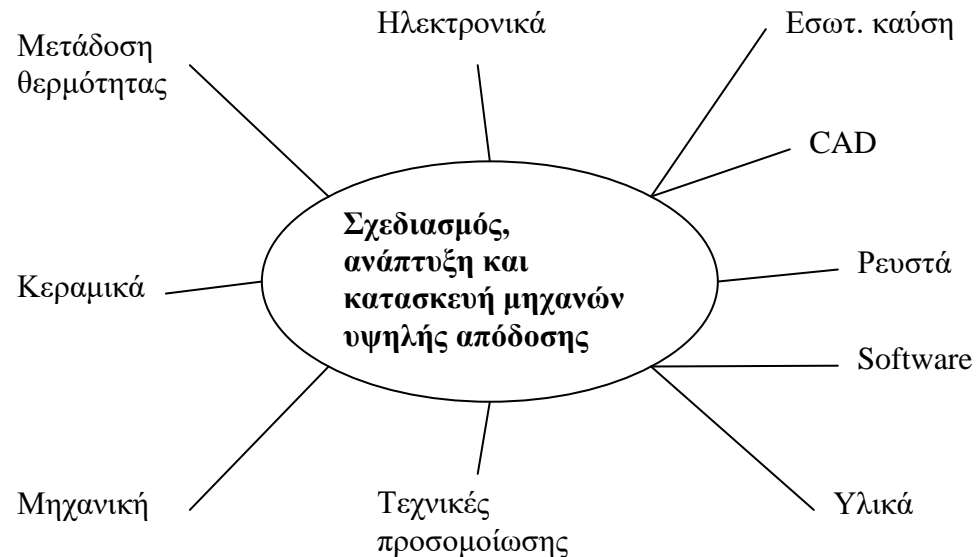 Ηλεκτρονικά
Εσωτ. καύση
Μετάδοση
θερμότητας
CAD
Σχεδιασμός,
ανάπτυξη και
κατασκευή μηχανών
υψηλής απόδοσης
Ρευστά
Κεραμικά
Software
Μηχανική
Τεχνικές
προσομοίωσης
Υλικά